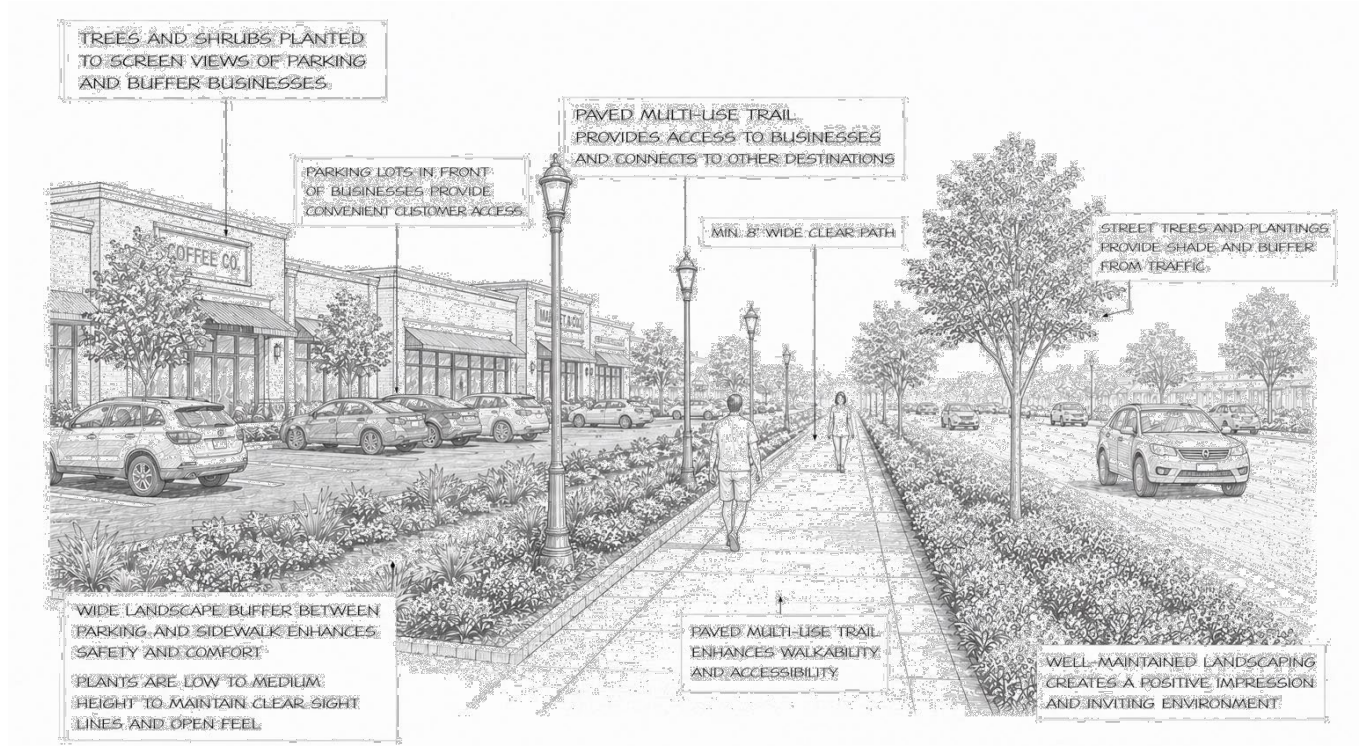 TREES AND SHRUBS PLANTED
TO SCREEN VIEWS OF PARKING
AND BUFFER BUSINESSES
PAVED MULTI-USE TRAIL
PROVIDES ACCESS TO BUSINESSES
AND CONNECTS TO OTHER DESTINATIONS
PARKING LOTS IN FRONT
OF BUSINESSES PROVIDE
CONVENIENT CUSTOMER ACCESS
MIN. 8' WIDE CLEAR PATH
STREET TREES AND PLANTINGS
PROVIDE SHADE AND BUFFER
FROM TRAFFIC
COFFEE CO.
WIDE LANDSCAPE BUFFER BETWEEN
PARKING AND SIDEWALK ENHANCES
SAFETY AND COMFORT
PLANTS ARE LOW TO MEDIUM
HEIGHT TO MAINTAIN CLEAR SIGHT
LINES AND OPEN FEEL
PAVED MULTI-USE TRAIL
ENHANCES WALKABILITY
AND ACCESSIBILITY
WELL-MAINTAINED LANDSCAPING
CREATES A POSITIVE IMPRESSION
AND INVITING ENVIRONMENT